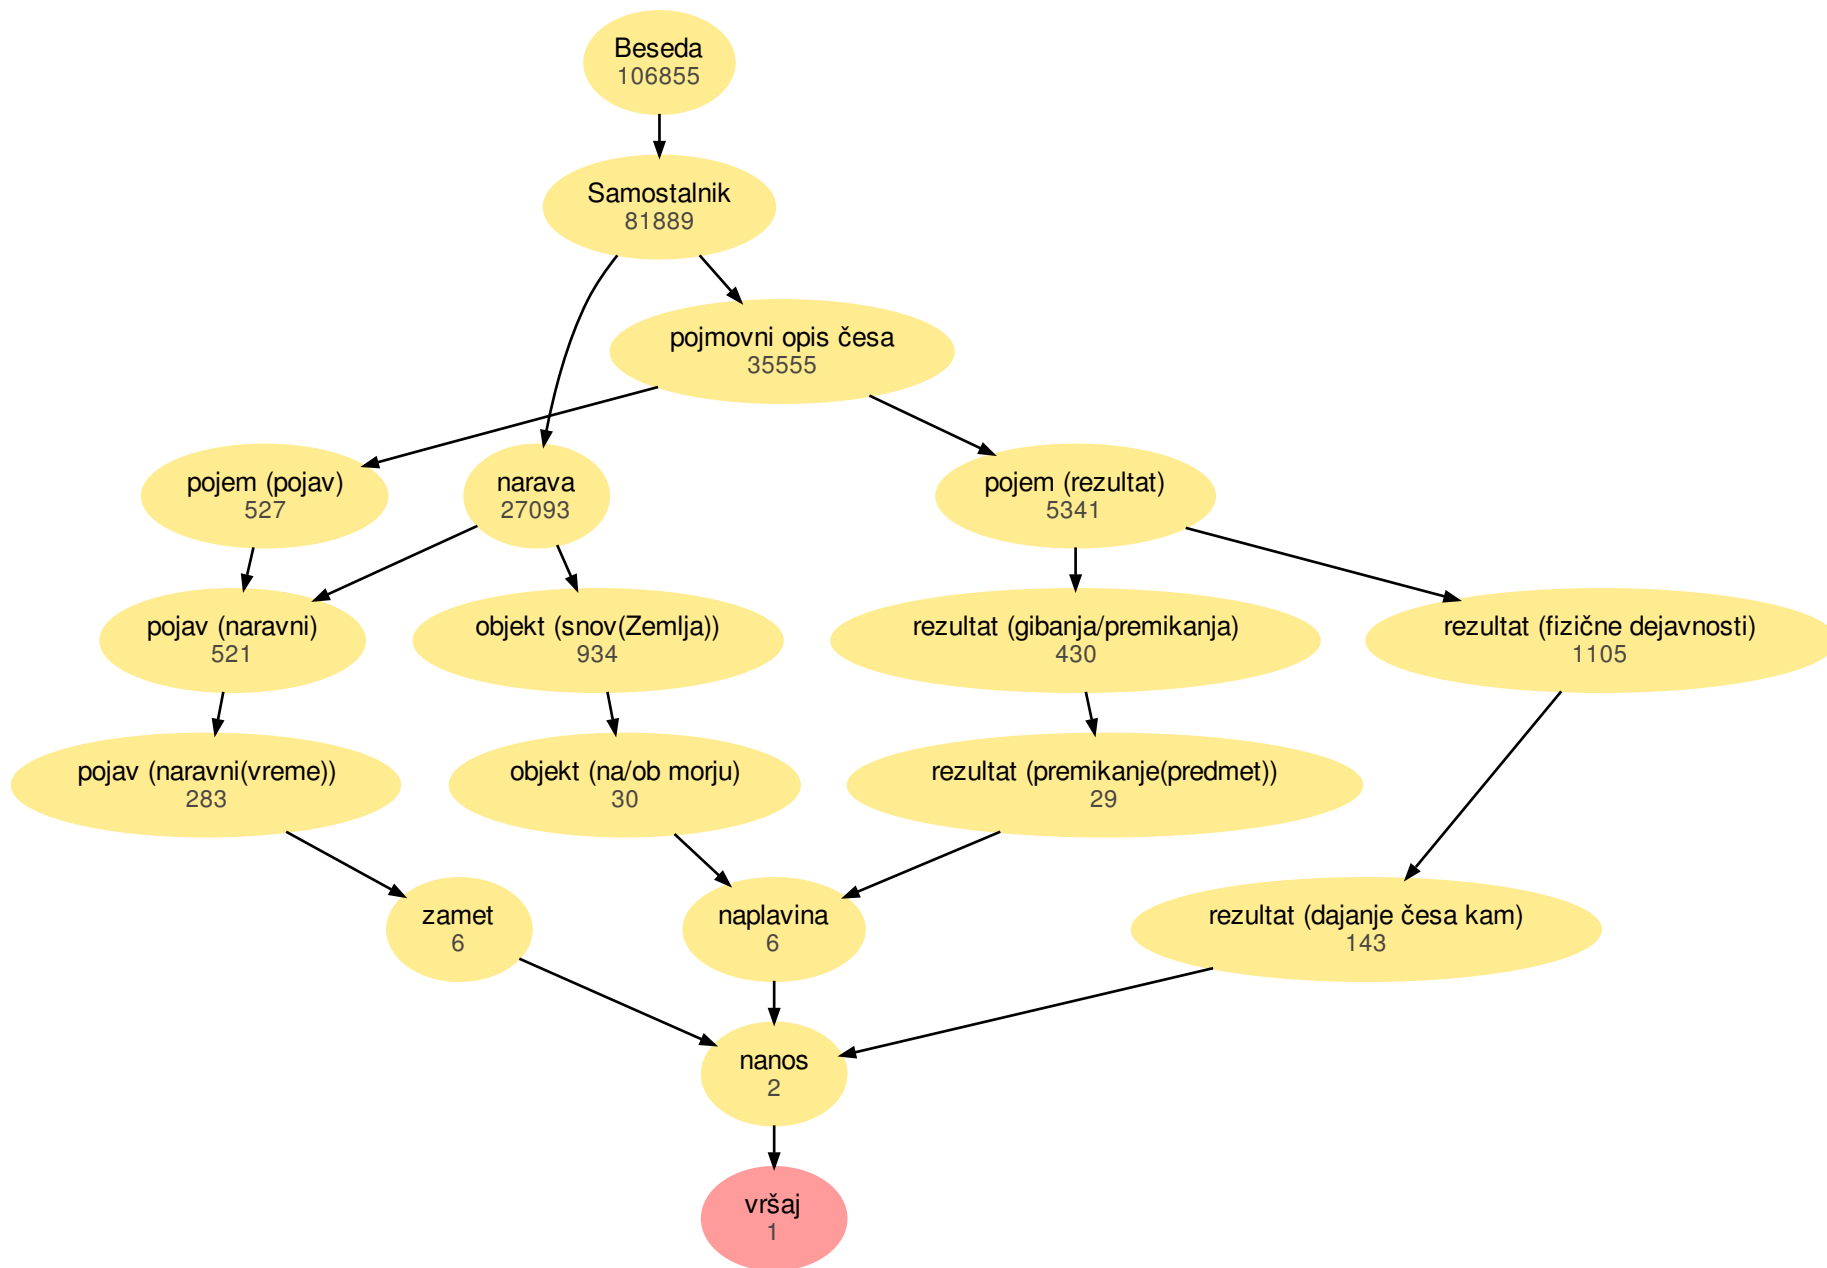 Beseda
106855
Samostalnik
81889
pojmovni opis česa
35555
pojem (pojav)
527
narava
27093
pojem (rezultat)
5341
pojav (naravni)
521
objekt (snov(Zemlja))
934
rezultat (gibanja/premikanja)
430
rezultat (fizične dejavnosti)
1105
pojav (naravni(vreme))
283
objekt (na/ob morju)
30
rezultat (premikanje(predmet))
29
zamet
6
naplavina
6
rezultat (dajanje česa kam)
143
nanos
2
vršaj
1